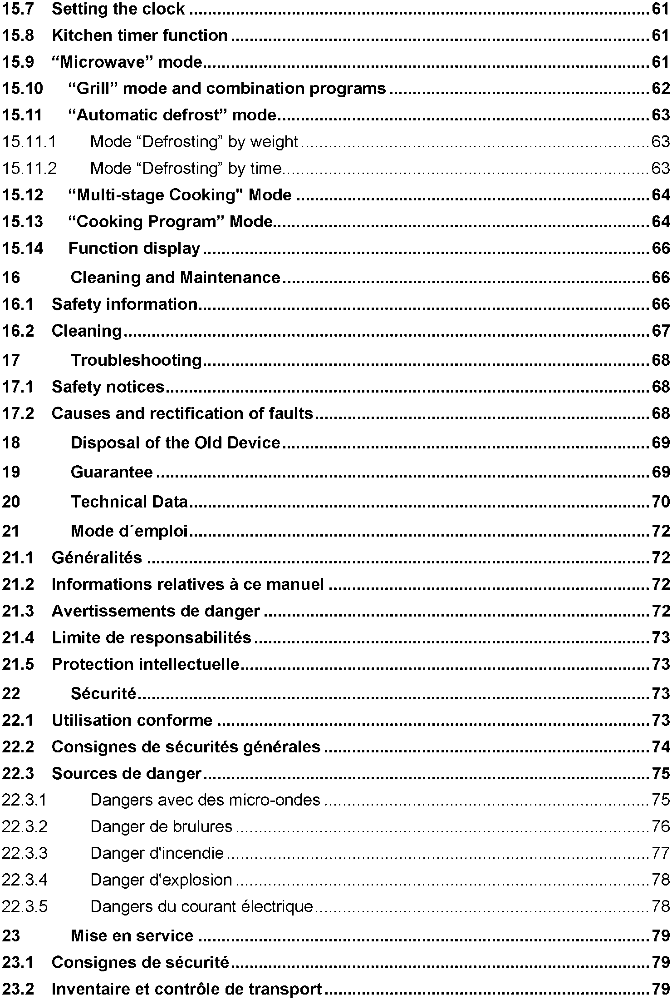 15.7 Setting the clock ........................................ 61
15.8 Kitchen timer function ........................................ 61
15.9 “Microwave” mode........................................ 61
15.10 “Grill” mode and combination programs ........................................ 62
15.11 “Automatic defrost” mode........................................ 63
15.11.1 Mode “Defrosting” by weight ........................................ 63
15.11.2 Mode “Defrosting” by time........................................ 63
15.12 “Multi-stage Cooking" Mode ........................................ 64
15.13 “Cooking Program” Mode........................................ 64
15.14 Function display ........................................ 66
16 Cleaning and Maintenance ........................................ 66
16.1 Safety information........................................ 66
16.2 Cleaning........................................ 67
17 Troubleshooting........................................ 68
17.1 Safety notices........................................ 68
17.2 Causes and rectification of faults ........................................ 68
18 Disposal of the Old Device ........................................ 69
19 Guarantee ........................................ 69
20 Technical Data........................................ 70
21 Mode d´emploi........................................ 72
21.1 Généralités ........................................ 72
21.2 Informations relatives à ce manuel ........................................ 72
21.3 Avertissements de danger ........................................ 72
21.4 Limite de responsabilités ........................................ 73
21.5 Protection intellectuelle........................................ 73
22 Sécurité........................................ 73
22.1 Utilisation conforme ........................................ 73
22.2 Consignes de sécurités générales ........................................ 74
22.3 Sources de danger........................................ 75
22.3.1 Dangers avec des micro-ondes ........................................ 75
22.3.2 Danger de brulures ........................................ 76
22.3.3 Danger d'incendie ........................................ 77
22.3.4 Danger d'explosion ........................................ 78
22.3.5 Dangers du courant électrique ........................................ 78
23 Mise en service ........................................ 79
23.1 Consignes de sécurité........................................ 79
23.2 Inventaire et contrôle de transport ........................................ 79